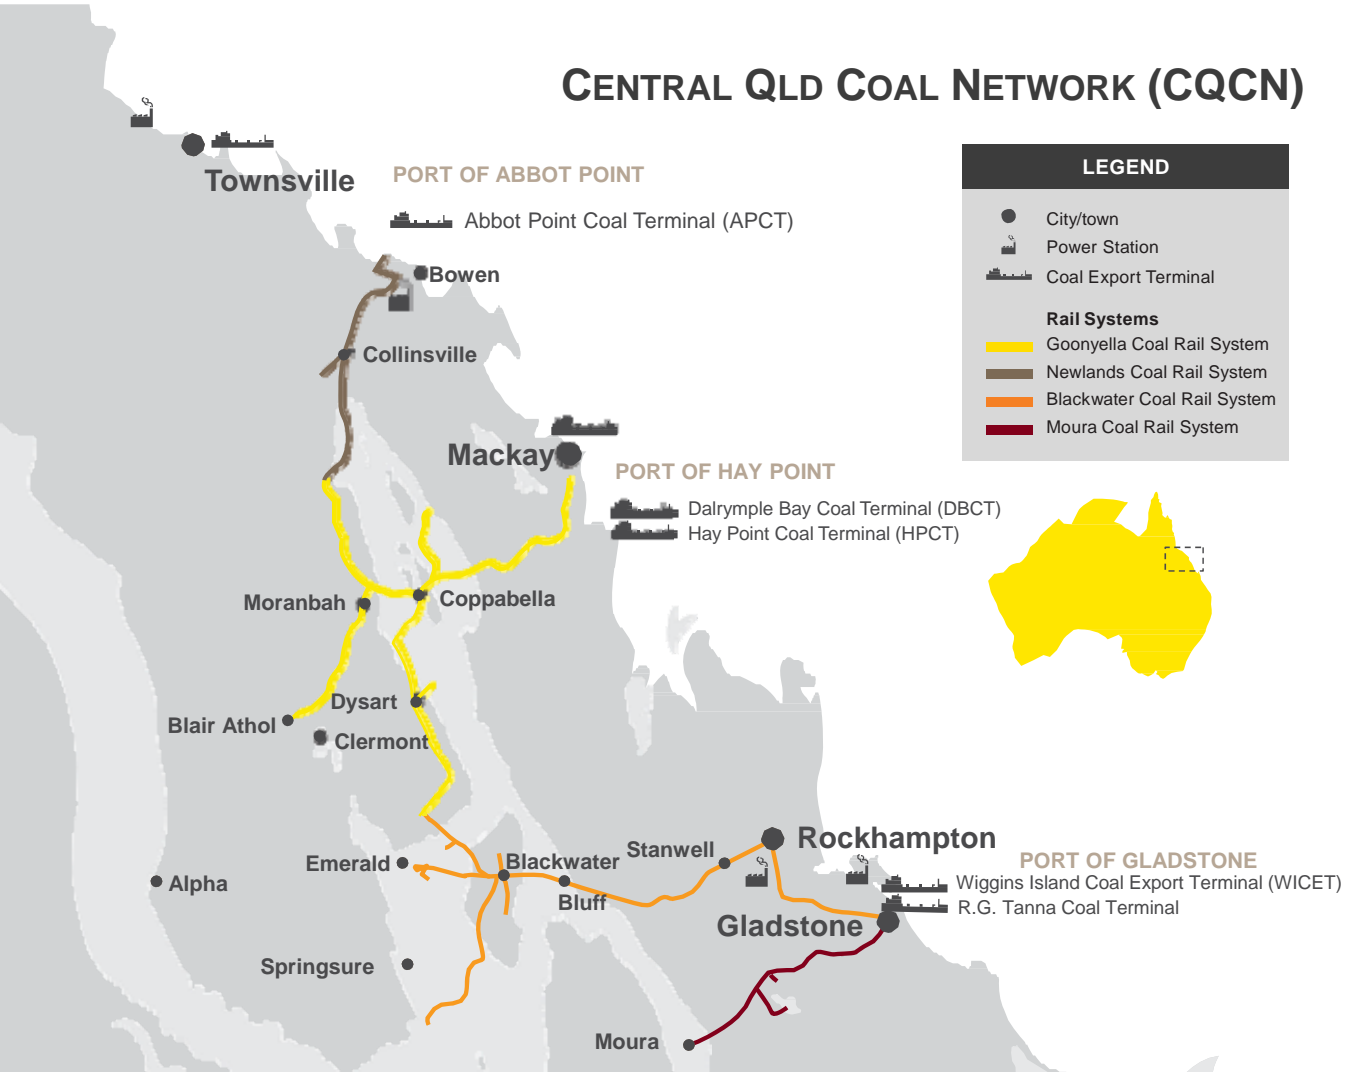 CENTRAL QLD COAL NETWORK (CQCN)
LEGEND
City/town
Power Station
Coal Export Terminal
Rail Systems
Goonyella Coal Rail System
Newlands Coal Rail System
Blackwater Coal Rail System
Moura Coal Rail System
Townsville
PORT OF ABBOT POINT
Abbot Point Coal Terminal (APCT)
Bowen
Collinsville
Mackay
PORT OF HAY POINT
Dalrymple Bay Coal Terminal (DBCT)
Hay Point Coal Terminal (HPCT)
Moranbah
Coppabella
Dysart
Blair Athol
Clermont
Stanwell
Rockhampton
Emerald
Blackwater
PORT OF GLADSTONE
Alpha
Bluff
Wiggins Island Coal Export Terminal (WICET)
R.G. Tanna Coal Terminal
Gladstone
Springsure
Moura